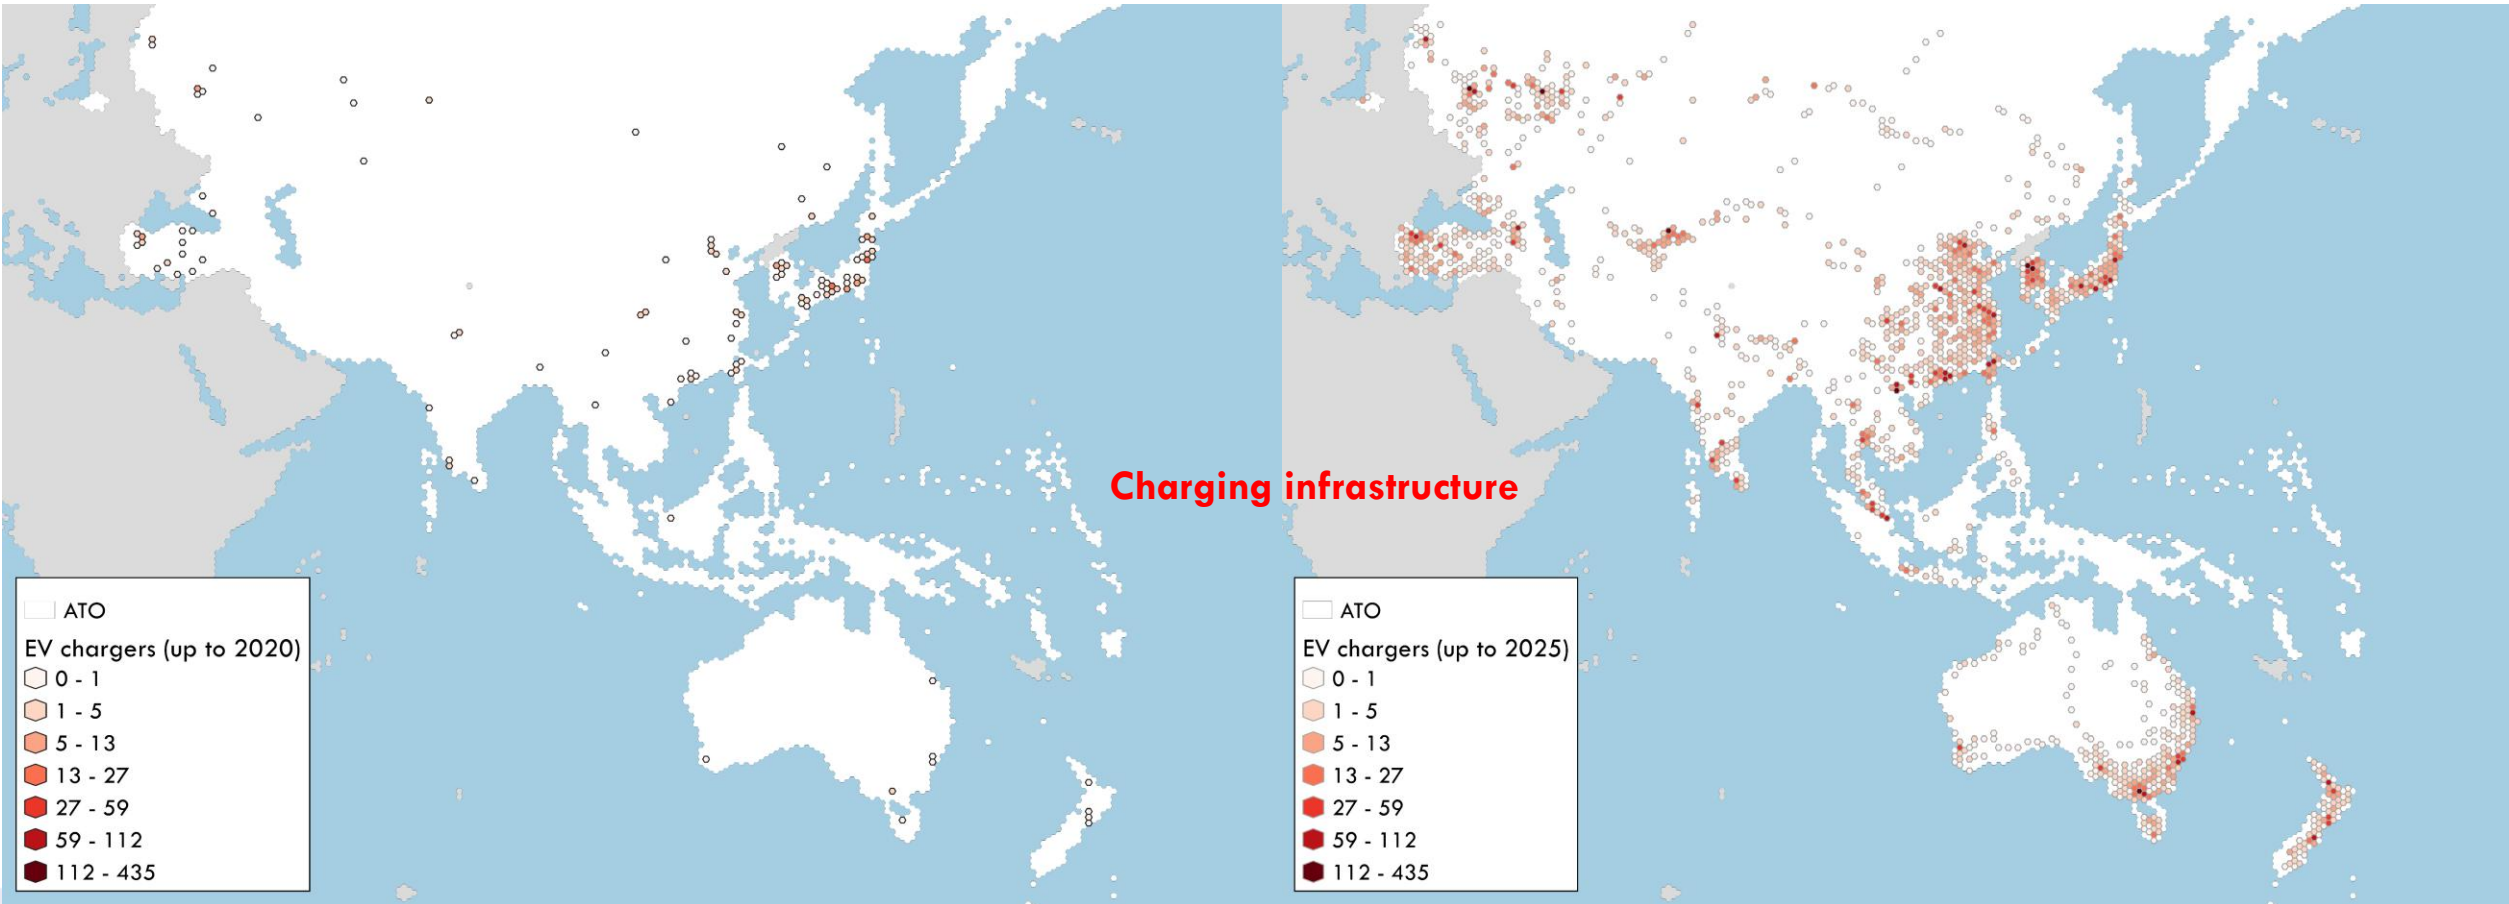 Charging infrastructure
ATO
EV chargers (up to 2020)
0 - 1
1 - 5
5 - 13
13 - 27
27 - 59
59 - 112
112 - 435
ATO
EV chargers (up to 2025)
0 - 1
1 - 5
5 - 13
13 - 27
27 - 59
59 - 112
112 - 435